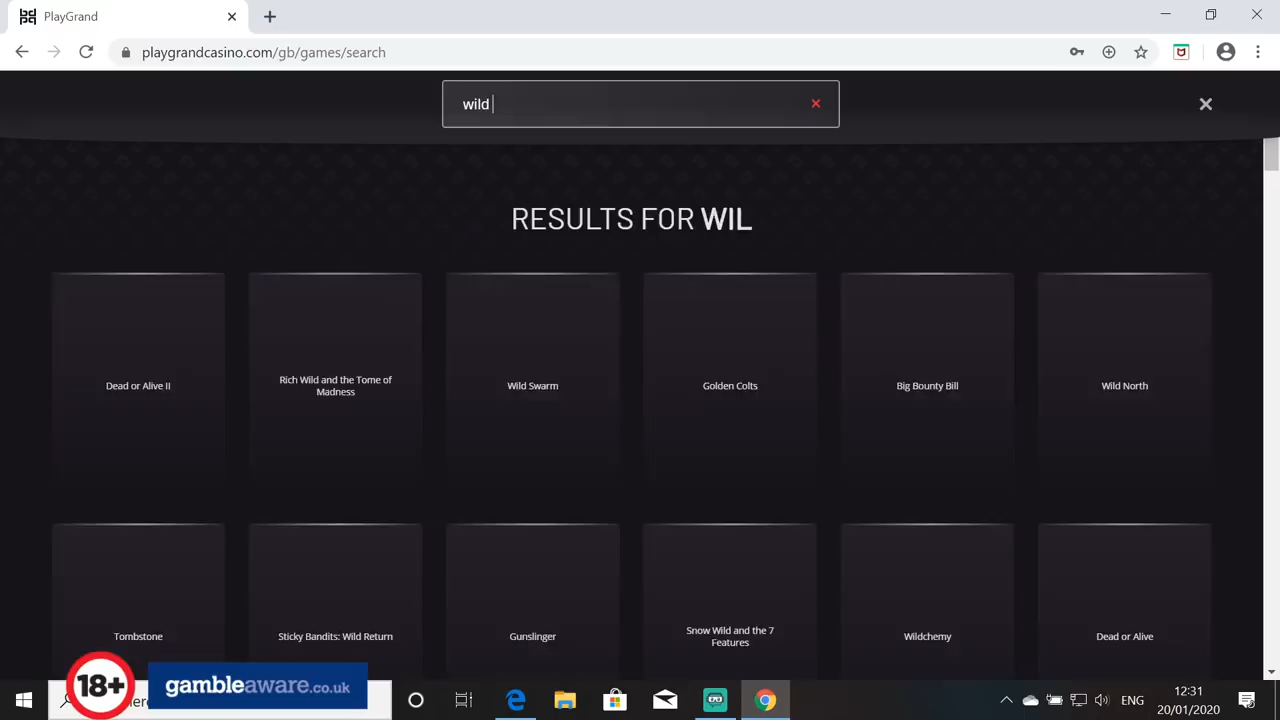 PlayGrand
playgrandcasino.com/gb/games/search
wild
RESULTS FOR WIL
Dead or Alive II
Rich Wild and the Tome of
Madness
Wild Swarm
Golden Colts
Big Bounty Bill
Wild North
Tombstone
Sticky Bandits: Wild Return
Gunslinger
Snow Wild and the 7
Features
Wildchemy
Dead or Alive
18+
gambleaware.co.uk
here
ENG
12:31
20/01/2020